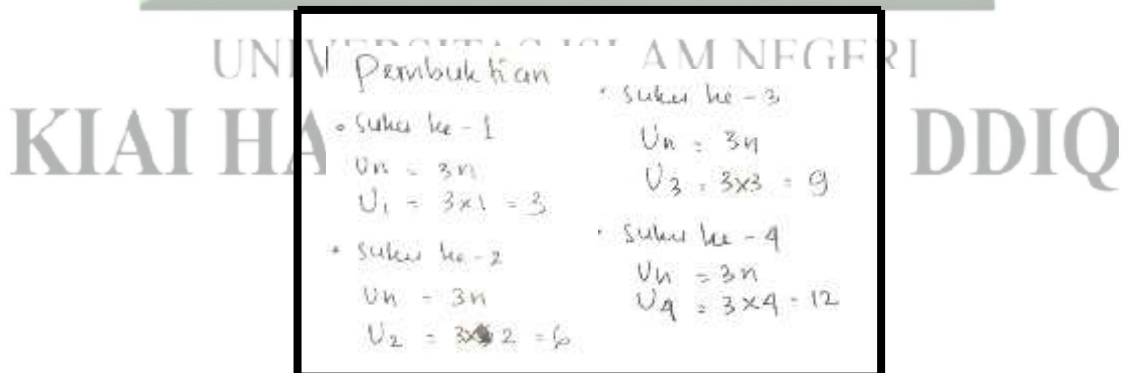 UNIVERSITAS ISLAM NEGERI
KIAI HA DDIQ
Pembuktian
• Suku ke - 1
Un = 3n
U1 = 3x1 = 3
• Suku ke - 2
Un = 3n
U2 = 3x 2 = 6
• Suku ke - 3
Un = 3n
U3 = 3x3 = 9
• Suku ke - 4
Un = 3n
U4 = 3x4 = 12